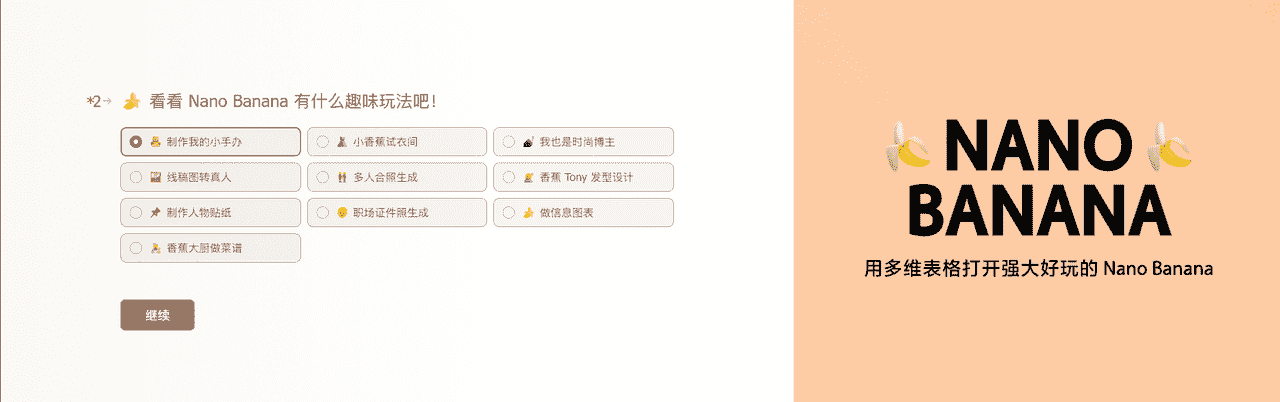 *2→ 🍌 看看 Nano Banana 有什么趣味玩法吧！
制作我的小手办
小香蕉试衣间
我也是时尚博主
线稿图转真人
多人合照生成
香蕉 Tony 发型设计
制作人物贴纸
职场证件照生成
做信息图表
香蕉大厨做菜谱
继续
NANO
BANANA
用多维表格打开强大好玩的 Nano Banana